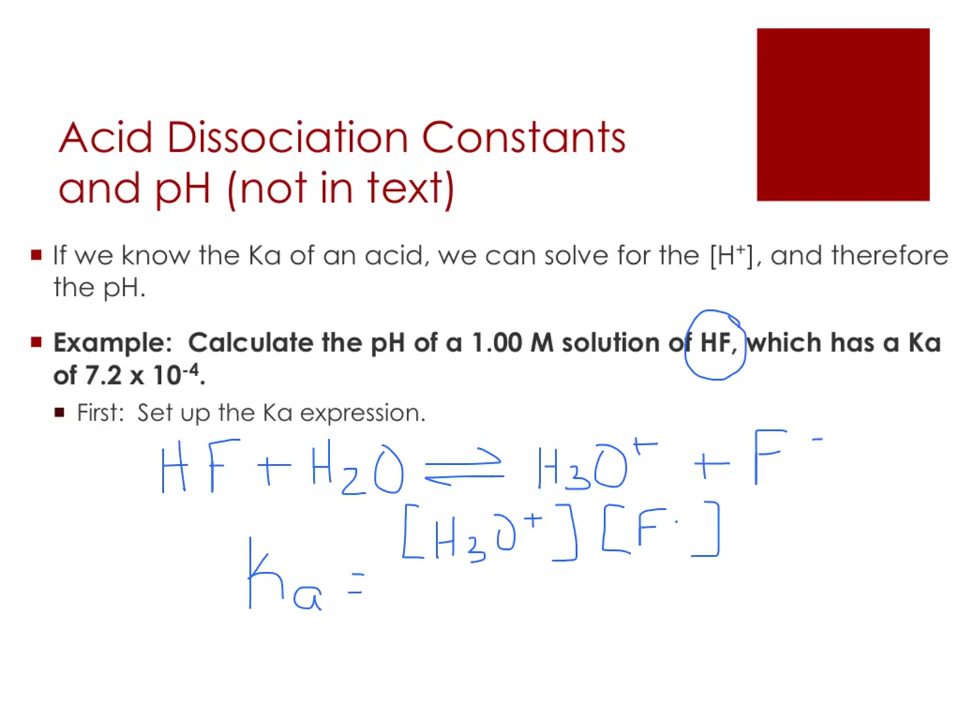 Acid Dissociation Constants
and pH (not in text)
If we know the Ka of an acid, we can solve for the [H⁺], and therefore
the pH.
Example: Calculate the pH of a 1.00 M solution of HF, which has a Ka
of 7.2 x 10⁻⁴.
First: Set up the Ka expression.
HF + H₂O ⇌ H₃O⁺ + F⁻
[H₃O⁺] [F⁻]
Ka =